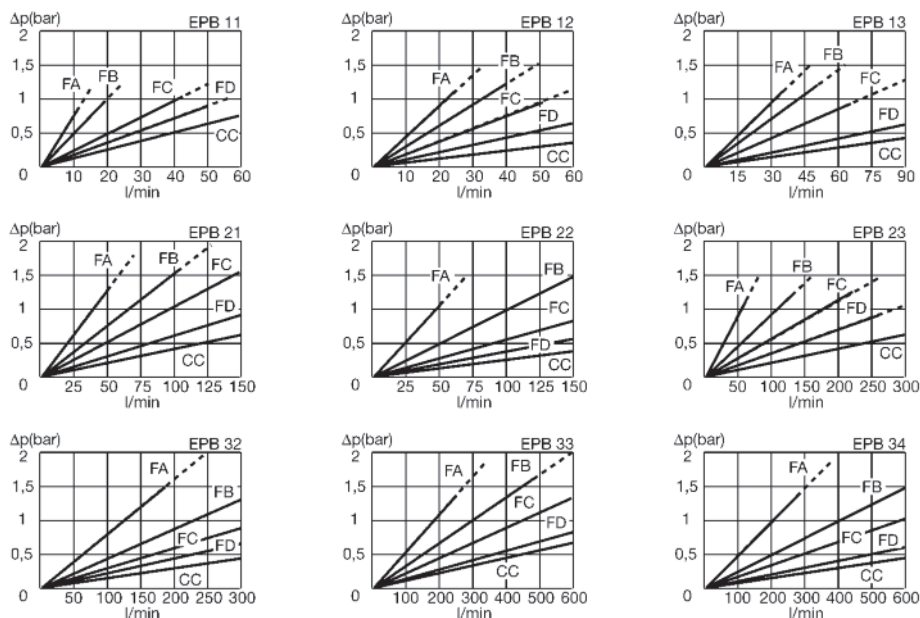 Δp(bar) EPB 11
2
1,5
1
0,5
0
FA
FB
FC
FD
CC
10 20 30 40 50 60
l/min
Δp(bar) EPB 12
2
1,5
1
0,5
0
FA
FB
FC
FD
CC
10 20 30 40 50 60
l/min
Δp(bar) EPB 13
2
1,5
1
0,5
0
FA
FB
FC
FD
CC
15 30 45 60 75 90
l/min
Δp(bar) EPB 21
2
1,5
1
0,5
0
FA
FB
FC
FD
CC
25 50 75 100 125 150
l/min
Δp(bar) EPB 22
2
1,5
1
0,5
0
FA
FB
FC
FD
CC
25 50 75 100 125 150
l/min
Δp(bar) EPB 23
2
1,5
1
0,5
0
FA
FB
FC
FD
CC
50 100 150 200 250 300
l/min
Δp(bar) EPB 32
2
1,5
1
0,5
0
FA
FB
FC
FD
CC
50 100 150 200 250 300
l/min
Δp(bar) EPB 33
2
1,5
1
0,5
0
FA
FB
FC
FD
CC
100 200 300 400 500 600
l/min
Δp(bar) EPB 34
2
1,5
1
0,5
0
FA
FB
FC
FD
CC
100 200 300 400 500 600
l/min